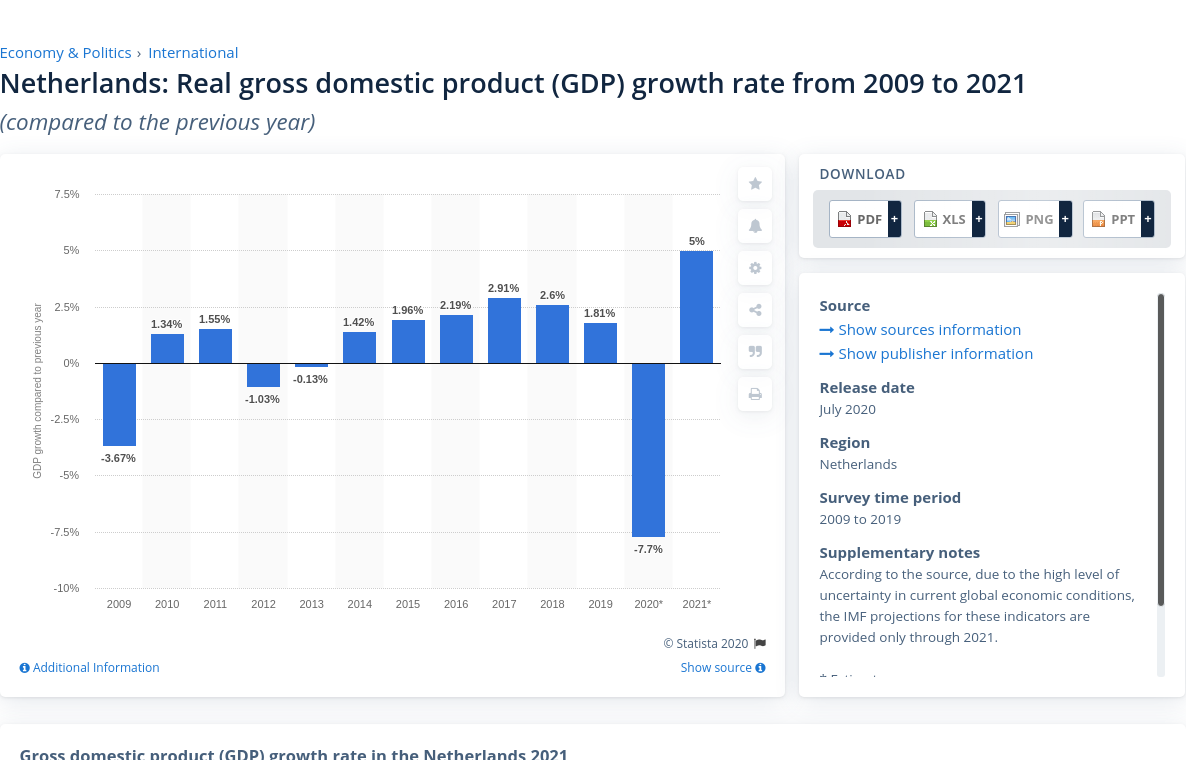 Economy & Politics › International
Netherlands: Real gross domestic product (GDP) growth rate from 2009 to 2021
(compared to the previous year)
GDP growth compared to previous year
7.5%
5%
2.5%
0%
-2.5%
-5%
-7.5%
-10%
-3.67%
1.34%
1.55%
-1.03%
-0.13%
1.42%
1.96%
2.19%
2.91%
2.6%
1.81%
-7.7%
5%
2009 2010 2011 2012 2013 2014 2015 2016 2017 2018 2019 2020* 2021*
© Statista 2020
Additional Information
Show source
DOWNLOAD
PDF + XLS + PNG + PPT +
Source
Show sources information
Show publisher information
Release date
July 2020
Region
Netherlands
Survey time period
2009 to 2019
Supplementary notes
According to the source, due to the high level of
uncertainty in current global economic conditions,
the IMF projections for these indicators are
provided only through 2021.
Gross domestic product (GDP) growth rate in the Netherlands 2021